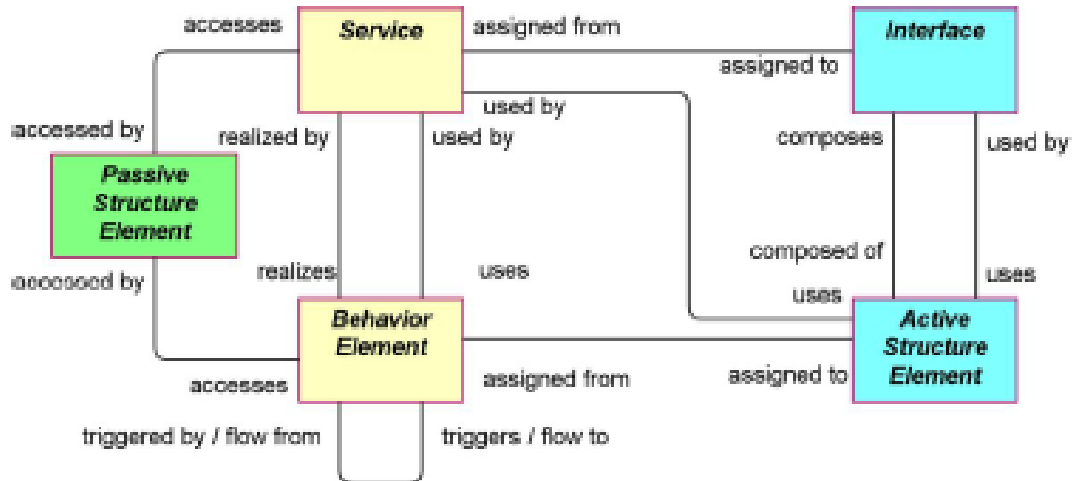 accesses
Service
assigned from
Interface
assigned to
used by
accessed by
realized by
used by
composes
used by
Passive
Structure
Element
composed of
accessed by
realizes
uses
uses
uses
Behavior
Element
Active
Structure
Element
accesses
assigned from
assigned to
triggered by / flow from
triggers / flow to